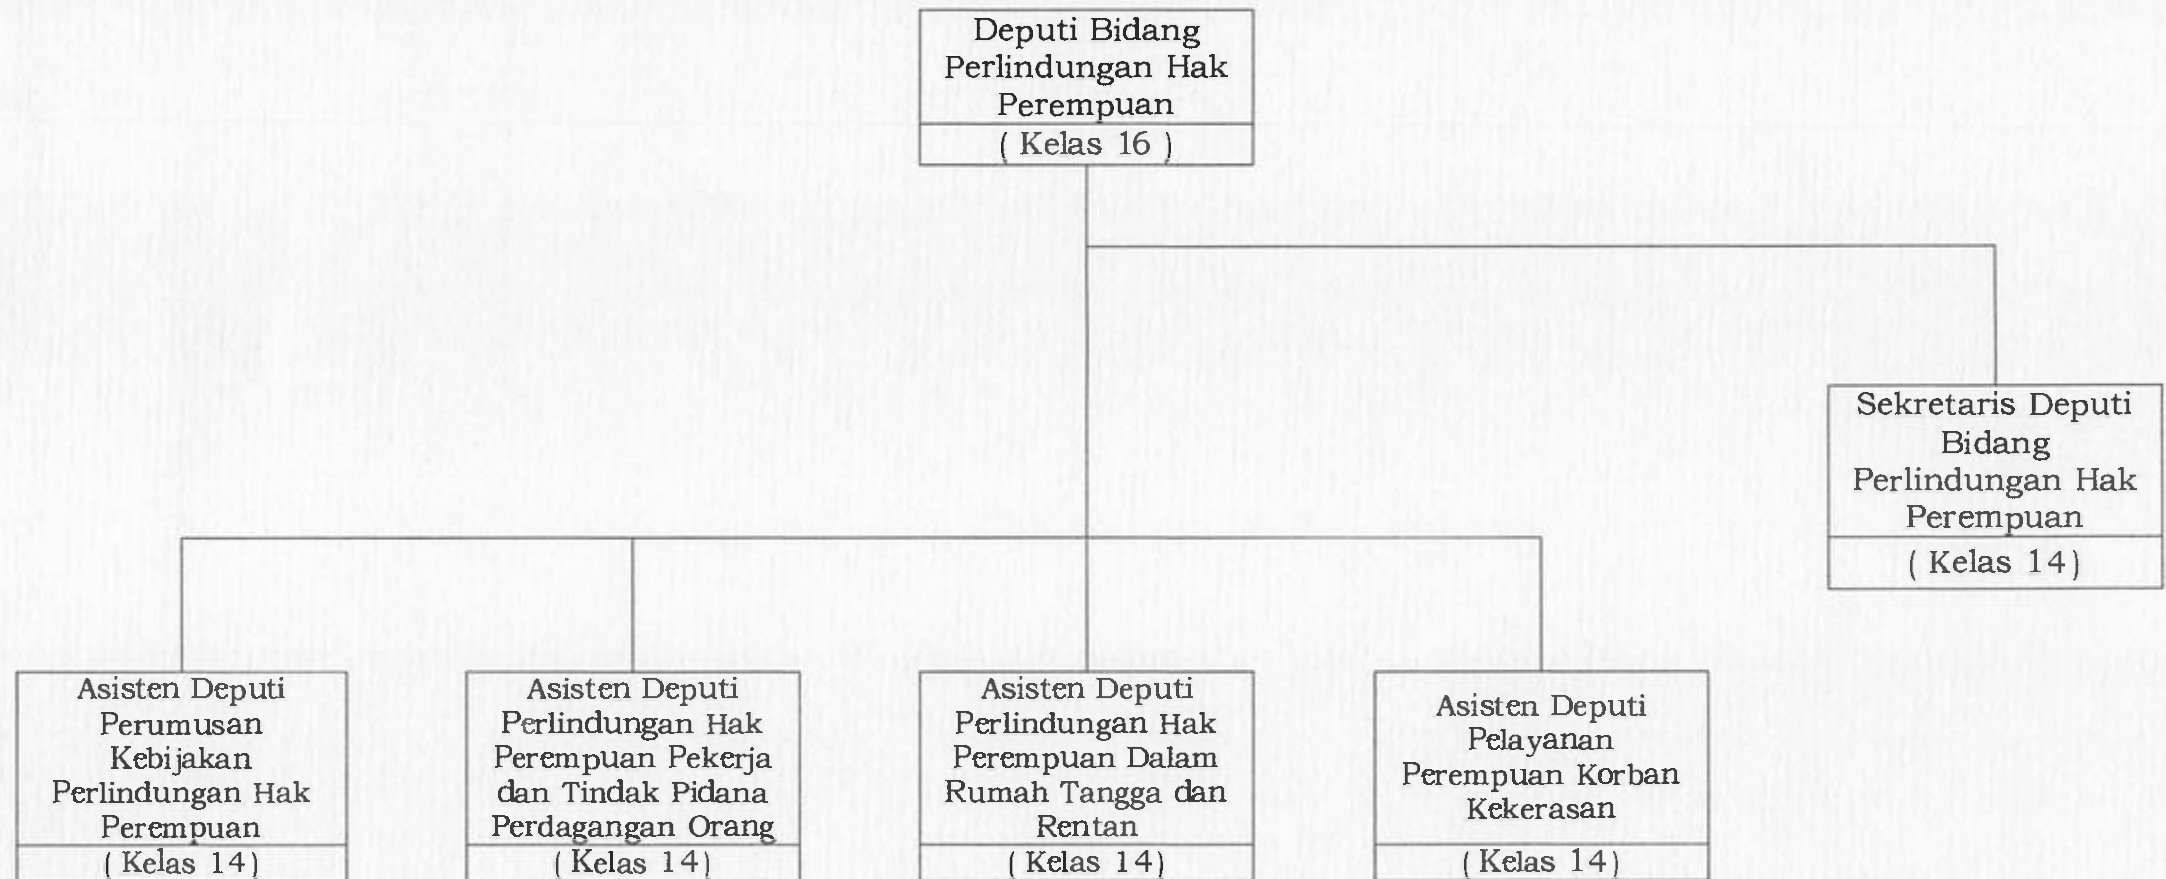 Deputi Bidang
Perlindungan Hak
Perempuan
( Kelas 16 )
Sekretaris Deputi
Bidang
Perlindungan Hak
Perempuan
( Kelas 14)
Asisten Deputi
Perumusan
Kebijakan
Perlindungan Hak
Perempuan
( Kelas 14)
Asisten Deputi
Perlindungan Hak
Perempuan Pekerja
dan Tindak Pidana
Perdagangan Orang
( Kelas 14)
Asisten Deputi
Perlindungan Hak
Perempuan Dalam
Rumah Tangga dan
Rentan
( Kelas 14)
Asisten Deputi
Pelayanan
Perempuan Korban
Kekerasan
( Kelas 14)